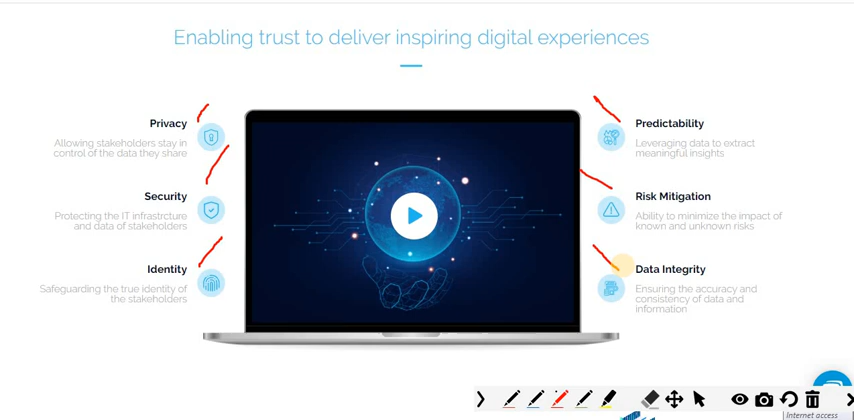 Enabling trust to deliver inspiring digital experiences
Privacy
Allowing stakeholders stay in
control of the data they share
Security
Protecting the IT infrastrcture
and data of stakeholders
Identity
Safeguarding the true identity of
the stakeholders
Predictability
Leveraging data to extract
meaningful insights
Risk Mitigation
Ability to minimize the impact of
known and unknown risks
Data Integrity
Ensuring the accuracy and
consistency of data and
information
Internet access